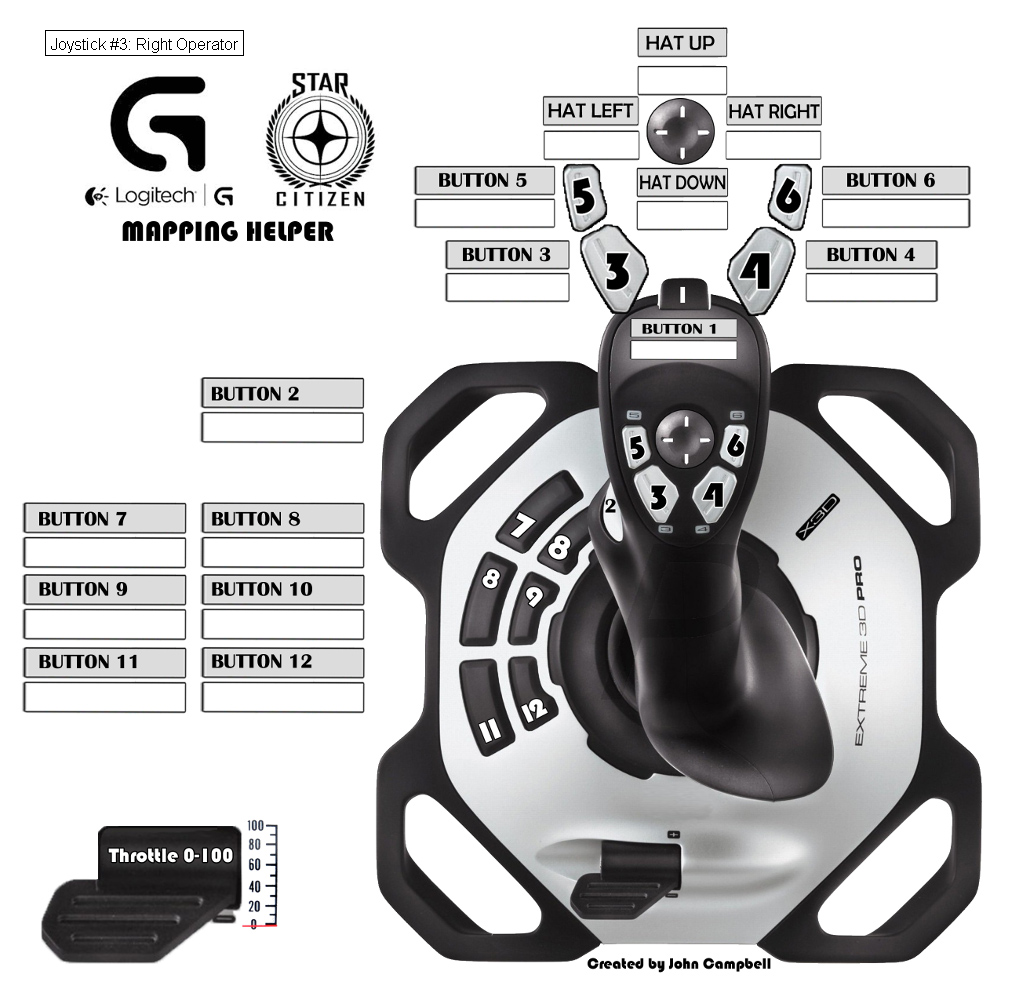 Joystick #3: Right Operator
HAT UP
STAR
CITIZEN
Logitech G
MAPPING HELPER
HAT LEFT
HAT RIGHT
HAT DOWN
BUTTON 5
5
6
BUTTON 6
BUTTON 3
3
4
BUTTON 4
1
BUTTON 1
BUTTON 2
5
6
5
6
3
4
2
3
4
X3D
7
8
8
9
11
12
EXTREME 3D PRO
BUTTON 7
BUTTON 8
BUTTON 9
BUTTON 10
BUTTON 11
BUTTON 12
Throttle 0-100
100
80
60
40
20
0
+
-
Created by John Campbell